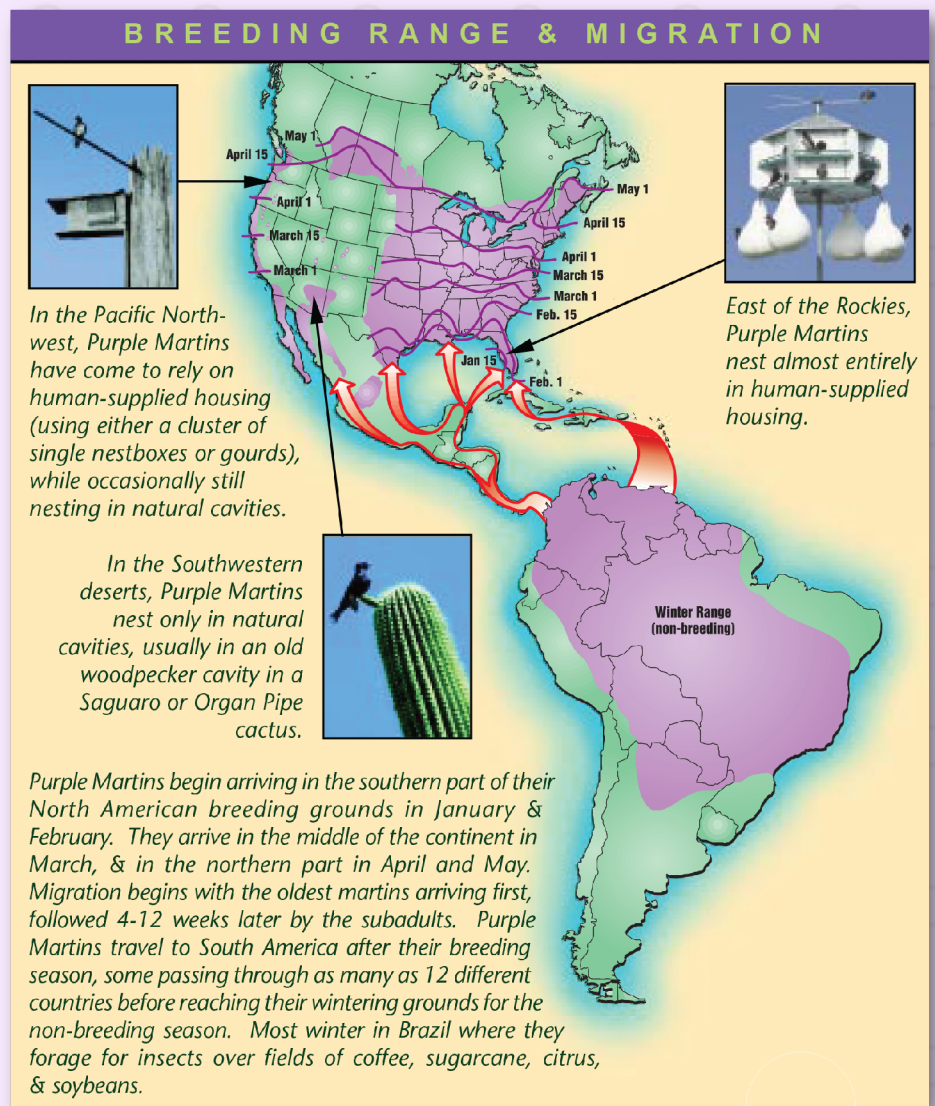 BREEDING RANGE & MIGRATION
May 1
April 15
April 1
March 15
March 1
May 1
April 15
April 1
March 15
March 1
Feb. 15
Jan 15
Feb. 1
In the Pacific North-
west, Purple Martins
have come to rely on
human-supplied housing
(using either a cluster of
single nestboxes or gourds),
while occasionally still
nesting in natural cavities.
East of the Rockies,
Purple Martins
nest almost entirely
in human-supplied
housing.
In the Southwestern
deserts, Purple Martins
nest only in natural
cavities, usually in an old
woodpecker cavity in a
Saguaro or Organ Pipe
cactus.
Winter Range
(non-breeding)
Purple Martins begin arriving in the southern part of their
North American breeding grounds in January &
February. They arrive in the middle of the continent in
March, & in the northern part in April and May.
Migration begins with the oldest martins arriving first,
followed 4-12 weeks later by the subadults. Purple
Martins travel to South America after their breeding
season, some passing through as many as 12 different
countries before reaching their wintering grounds for the
non-breeding season. Most winter in Brazil where they
forage for insects over fields of coffee, sugarcane, citrus,
& soybeans.